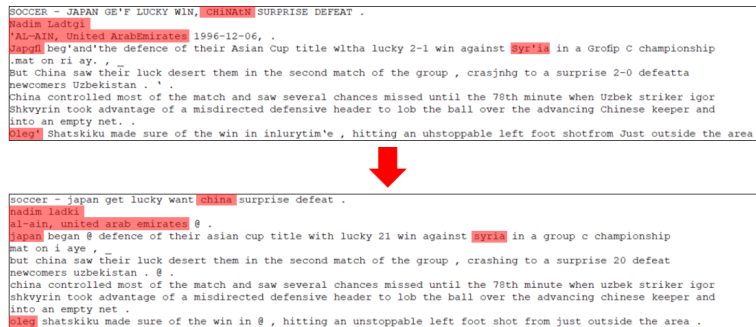 SOCCER - JAPAN GE'F LUCKY WlN, CHiNAtN SURPRISE DEFEAT .
Nadim Ladtgi
'AL—AIN, United ArabEmirates 1996-12-06, .
Japgfl beg'and'the defence of their Asian Cup title wltha lucky 2-1 win against Syr'ia in a Grofip C championship
.mat on ri ay. , _
But China saw their luck desert them in the second match of the group , crasjnhg to a surprise 2-0 defeatta
newcomers Uzbekistan . ‘ .
China controlled most of the match and saw several chances missed until the 78th minute when Uzbek striker igor
Shkvyrin took advantage of a misdirected defensive header to lob the ball over the advancing Chinese keeper and
into an empty net. .
Oleg' Shatskiku made sure of the win in inlurytim'e , hitting an uhstoppable left foot shotfrom Just outside the area
soccer - japan get lucky want china surprise defeat .
nadim ladki
al-ain, united arab emirates @ .
japan began @ defence of their asian cup title with lucky 21 win against syria in a group c championship
mat on i aye , _
but china saw their luck desert them in the second match of the group , crashing to a surprise 20 defeat
newcomers uzbekistan . @ .
china controlled most of the match and saw several chances missed until the 78th minute when uzbek striker igor
shkvyrin took advantage of a misdirected defensive header to lob the ball over the advancing chinese keeper and
into an empty net .
oleg shatskiku made sure of the win in @ , hitting an unstoppable left foot shot from just outside the area .